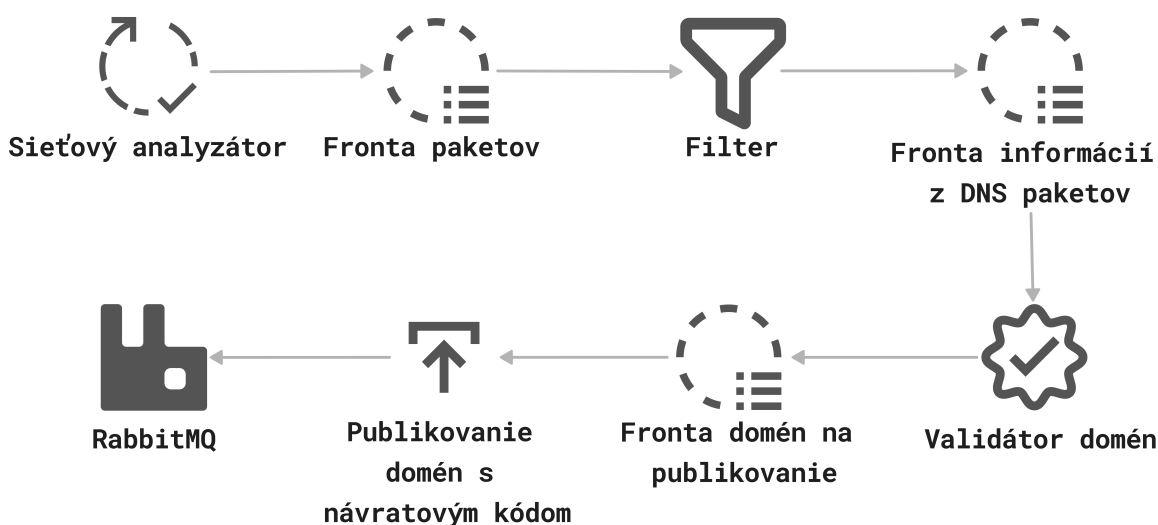 Sieťový analyzátor
Fronta paketov
Filter
Fronta informácií
z DNS paketov
RabbitMQ
Publikovanie
domén s
návratovým kódom
Fronta domén na
publikovanie
Validátor domén